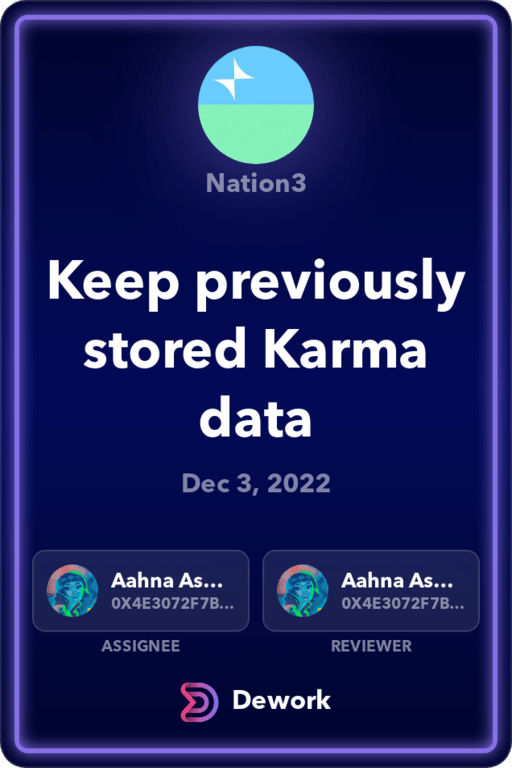 Nation3
Keep previously
stored Karma
data
Dec 3, 2022
Aahna As...
0X4E3072F7B...
ASSIGNEE
Aahna As...
0X4E3072F7B...
REVIEWER
Dework